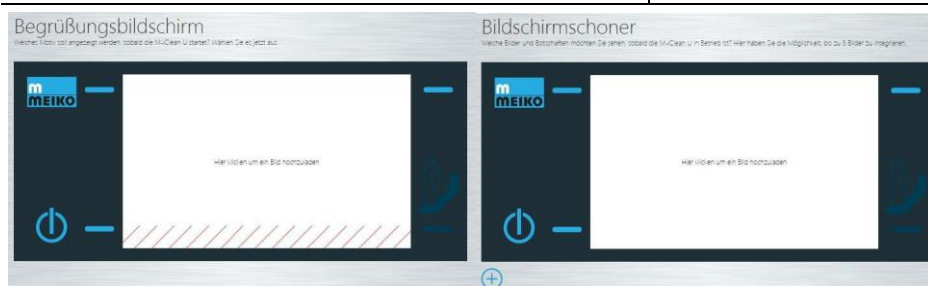 Begrüßungsbildschirm
Welches Motiv soll angezeigt werden, sobald die M-iClean U startet? Wählen Sie es jetzt aus.
m
MEIKO
Hier klicken um ein Bild hochzuladen
Bildschirmschoner
Welche Bilder und Botschaften möchten Sie sehen, sobald die M-iClean U in Betrieb ist? Hier haben Sie die Möglichkeit, bis zu 5 Bilder zu integrieren.
m
MEIKO
Hier klicken um ein Bild hochzuladen